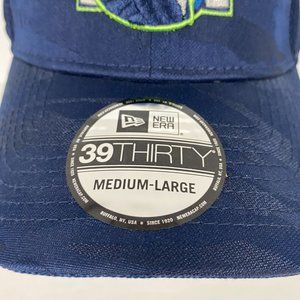 NEW ERA
39THIRTY
MEDIUM-LARGE
BUFFALO, NY, USA • SINCE 1920 • NEWERACAP.COM